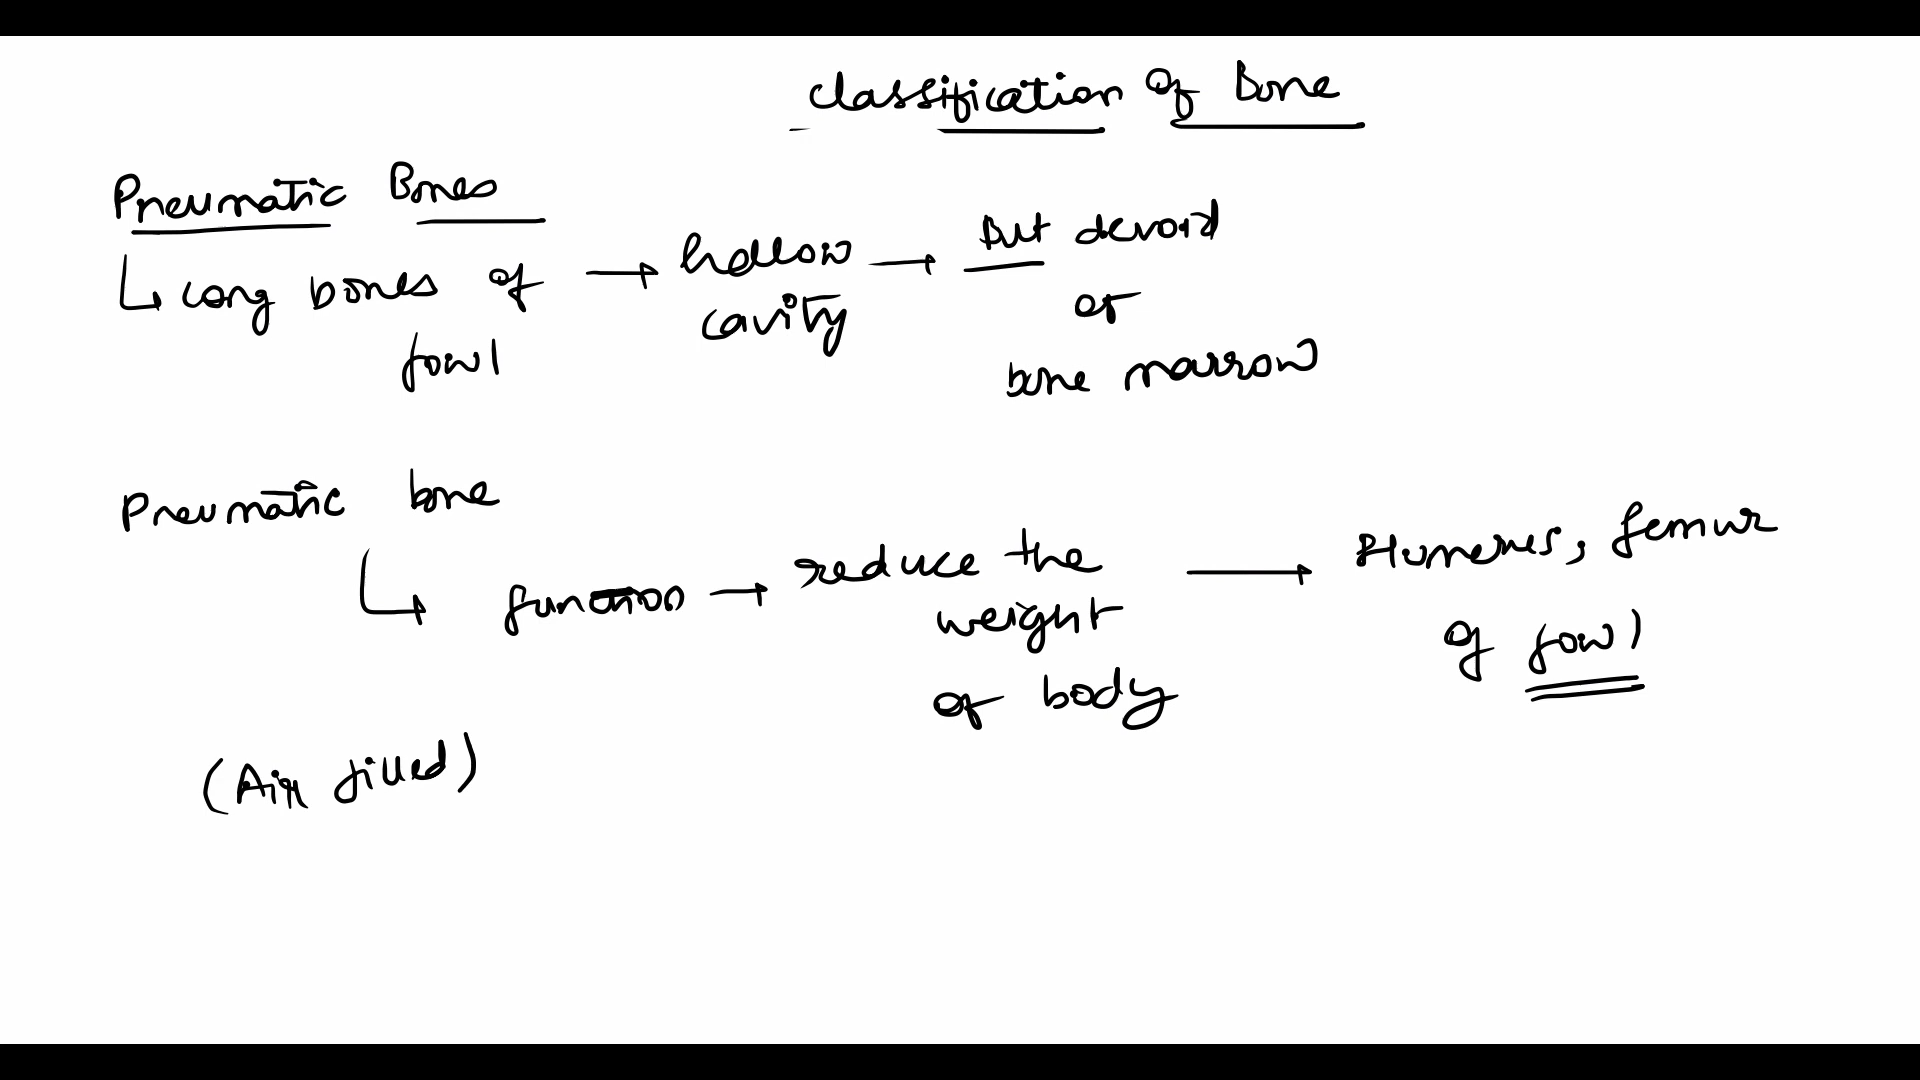 classification of Bone
Pneumatic Bones
↳ Long bones of → hollow → But devoid
fowl cavity of
bone marrow
Pneumatic bone
↳ function → reduce the → Humerus, femur
weight of fowl
of body
(Air filled)